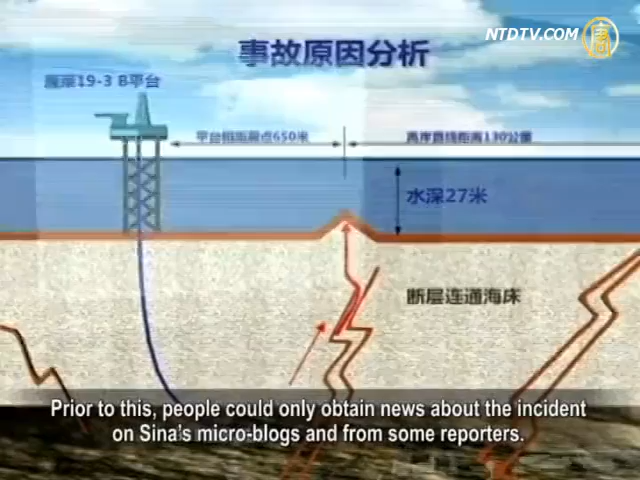 NTDTV.COM
事故原因分析
蓬莱19-3 B平台
平台相距漏点650米
离岸直线距离130公里
水深27米
断层连通海床
Prior to this, people could only obtain news about the incident
on Sina's micro-blogs and from some reporters.